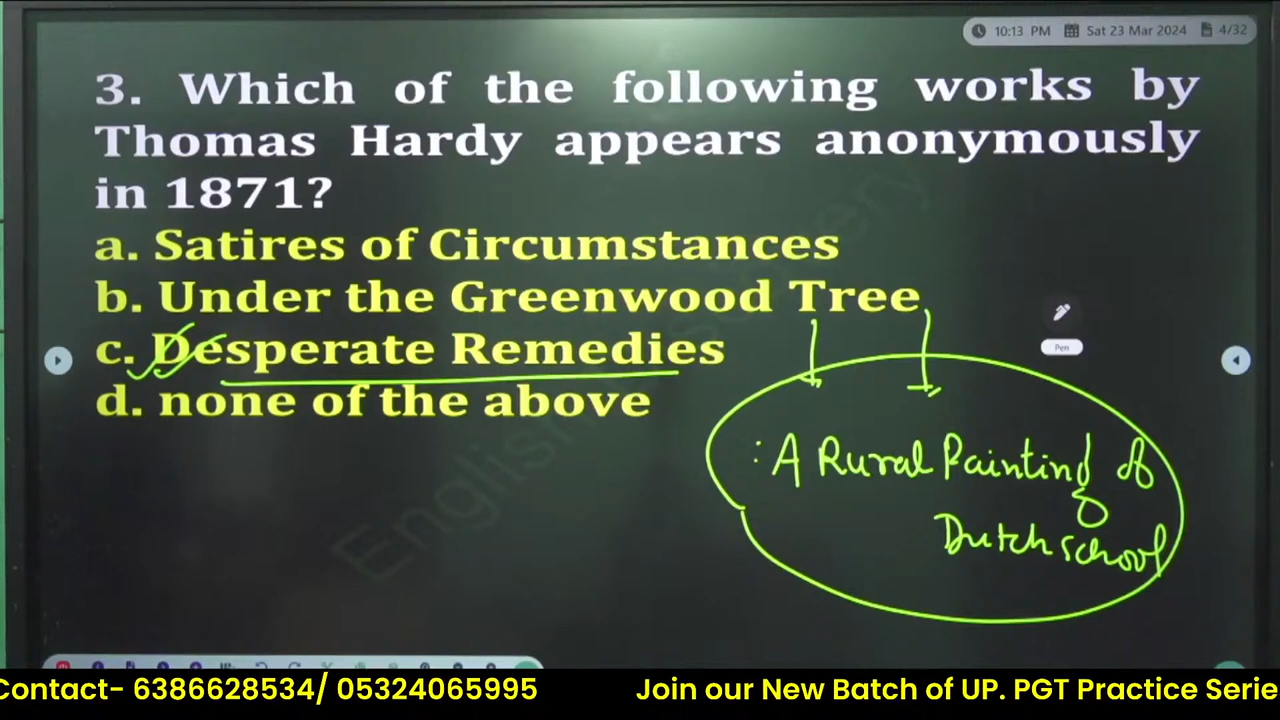 10:13 PM Sat 23 Mar 2024 4/32
3. Which of the following works by
Thomas Hardy appears anonymously
in 1871?
a. Satires of Circumstances
b. Under the Greenwood Tree
c. Desperate Remedies
d. none of the above
Pen
: A Rural Painting of
Dutch school
English
Contact- 6386628534/ 05324065995 Join our New Batch of UP. PGT Practice Serie